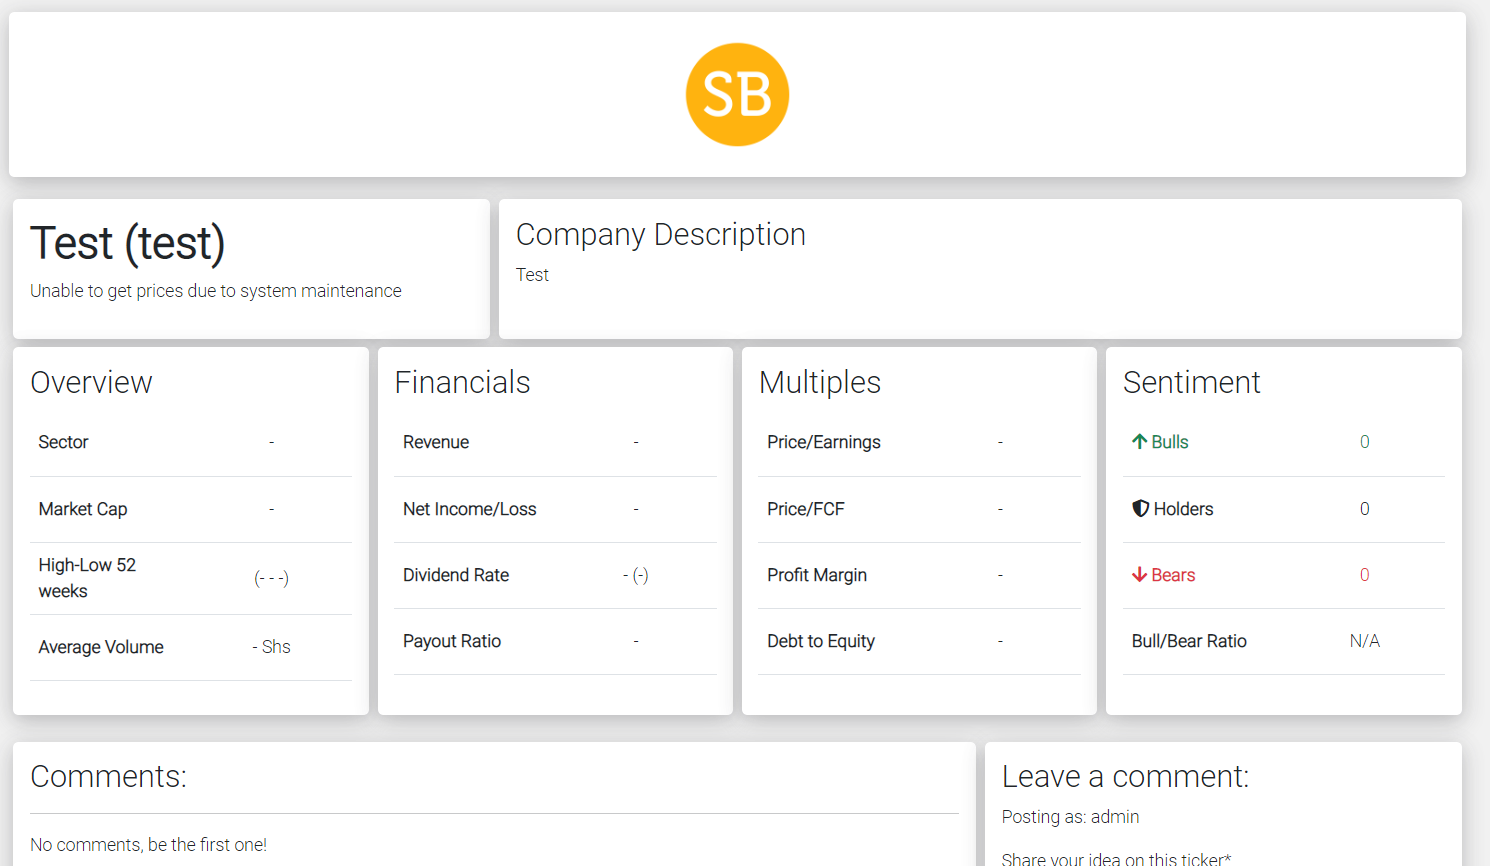 SB
Test (test)
Unable to get prices due to system maintenance
Company Description
Test
Overview
Sector -
Market Cap -
High-Low 52
weeks (- - -)
Average Volume - Shs
Financials
Revenue -
Net Income/Loss -
Dividend Rate - (-)
Payout Ratio -
Multiples
Price/Earnings -
Price/FCF -
Profit Margin -
Debt to Equity -
Sentiment
Bulls 0
Holders 0
Bears 0
Bull/Bear Ratio N/A
Comments:
No comments, be the first one!
Leave a comment:
Posting as: admin
Share your idea on this ticker*